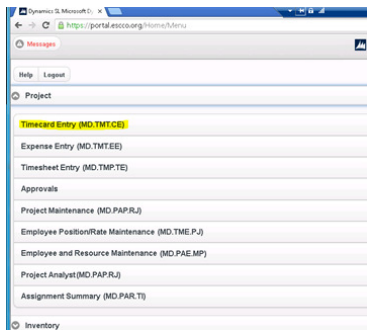 Dynamics SL Microsoft Dy
https://portal.escco.org/Home/Menu
Messages
Help Logout
Project
Timecard Entry (MD.TMT.CE)
Expense Entry (MD.TMT.EE)
Timesheet Entry (MD.TMP.TE)
Approvals
Project Maintenance (MD.PAP.RJ)
Employee Position/Rate Maintenance (MD.TME.PJ)
Employee and Resource Maintenance (MD.PAE.MP)
Project Analyst(MD.PAP.RJ)
Assignment Summary (MD.PAR.TI)
Inventory